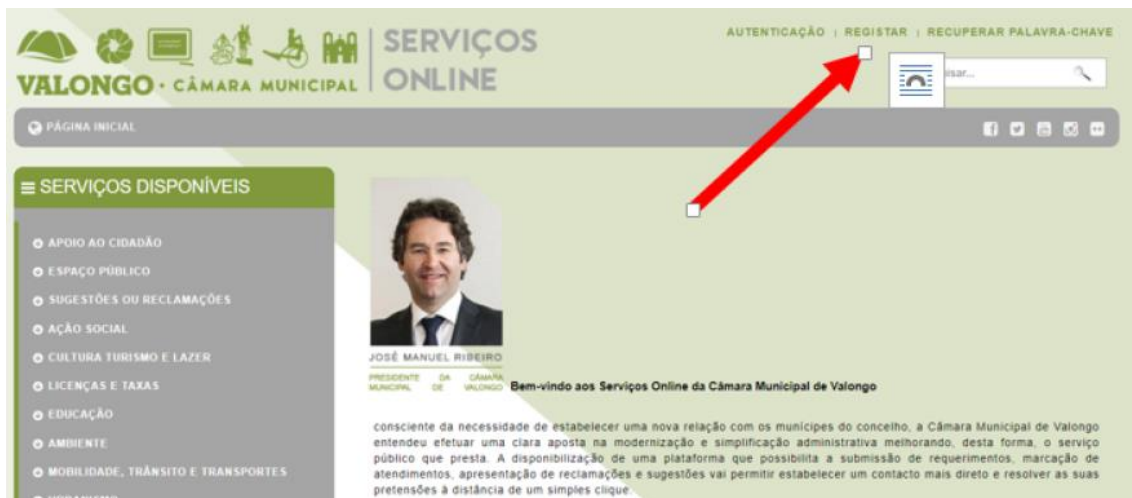 AUTENTICAÇÃO | REGISTAR | RECUPERAR PALAVRA-CHAVE
SERVIÇOS
ONLINE
VALONGO · CÂMARA MUNICIPAL
isar...
PÁGINA INICIAL
SERVIÇOS DISPONÍVEIS
APOIO AO CIDADÃO
ESPAÇO PÚBLICO
SUGESTÕES OU RECLAMAÇÕES
AÇÃO SOCIAL
CULTURA TURISMO E LAZER
LICENÇAS E TAXAS
EDUCAÇÃO
AMBIENTE
MOBILIDADE, TRÂNSITO E TRANSPORTES
JOSÉ MANUEL RIBEIRO
PRESIDENTE DA CÂMARA
MUNICIPAL DE VALONGO
Bem-vindo aos Serviços Online da Câmara Municipal de Valongo
consciente da necessidade de estabelecer uma nova relação com os munícipes do concelho, a Câmara Municipal de Valongo
entendeu efetuar uma clara aposta na modernização e simplificação administrativa melhorando, desta forma, o serviço
público que presta. A disponibilização de uma plataforma que possibilita a submissão de requerimentos, marcação de
atendimentos, apresentação de reclamações e sugestões vai permitir estabelecer um contacto mais direto e resolver as suas
pretensões à distância de um simples clique.